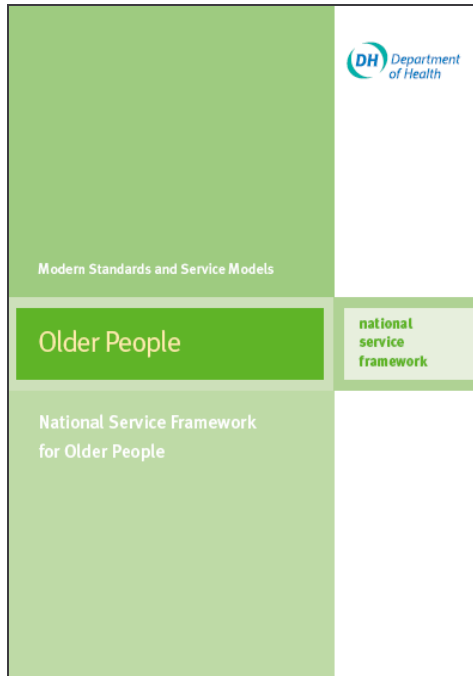 DH Department
of Health
Modern Standards and Service Models
Older People
national
service
framework
National Service Framework
for Older People